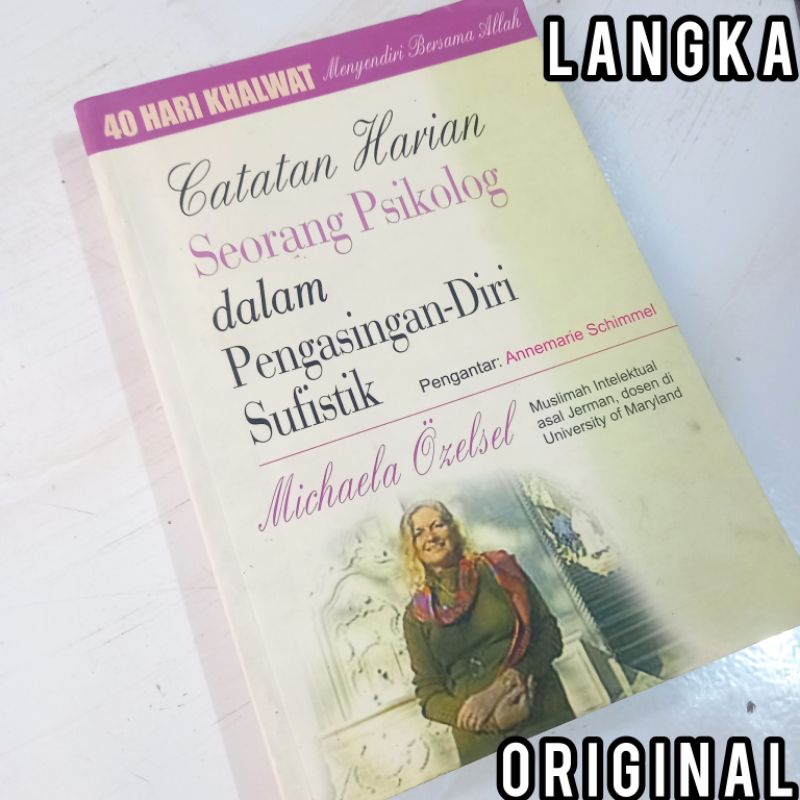 LANGKA
40 HARI KHALWAT Menyendiri Bersama Allah
Catatan Harian
Seorang Psikolog
dalam
Pengasingan-Diri
Sufistik
Pengantar: Annemarie Schimmel
Michaela Özelsel
Muslimah Intelektual
asal Jerman, dosen di
University of Maryland
ORIGINAL